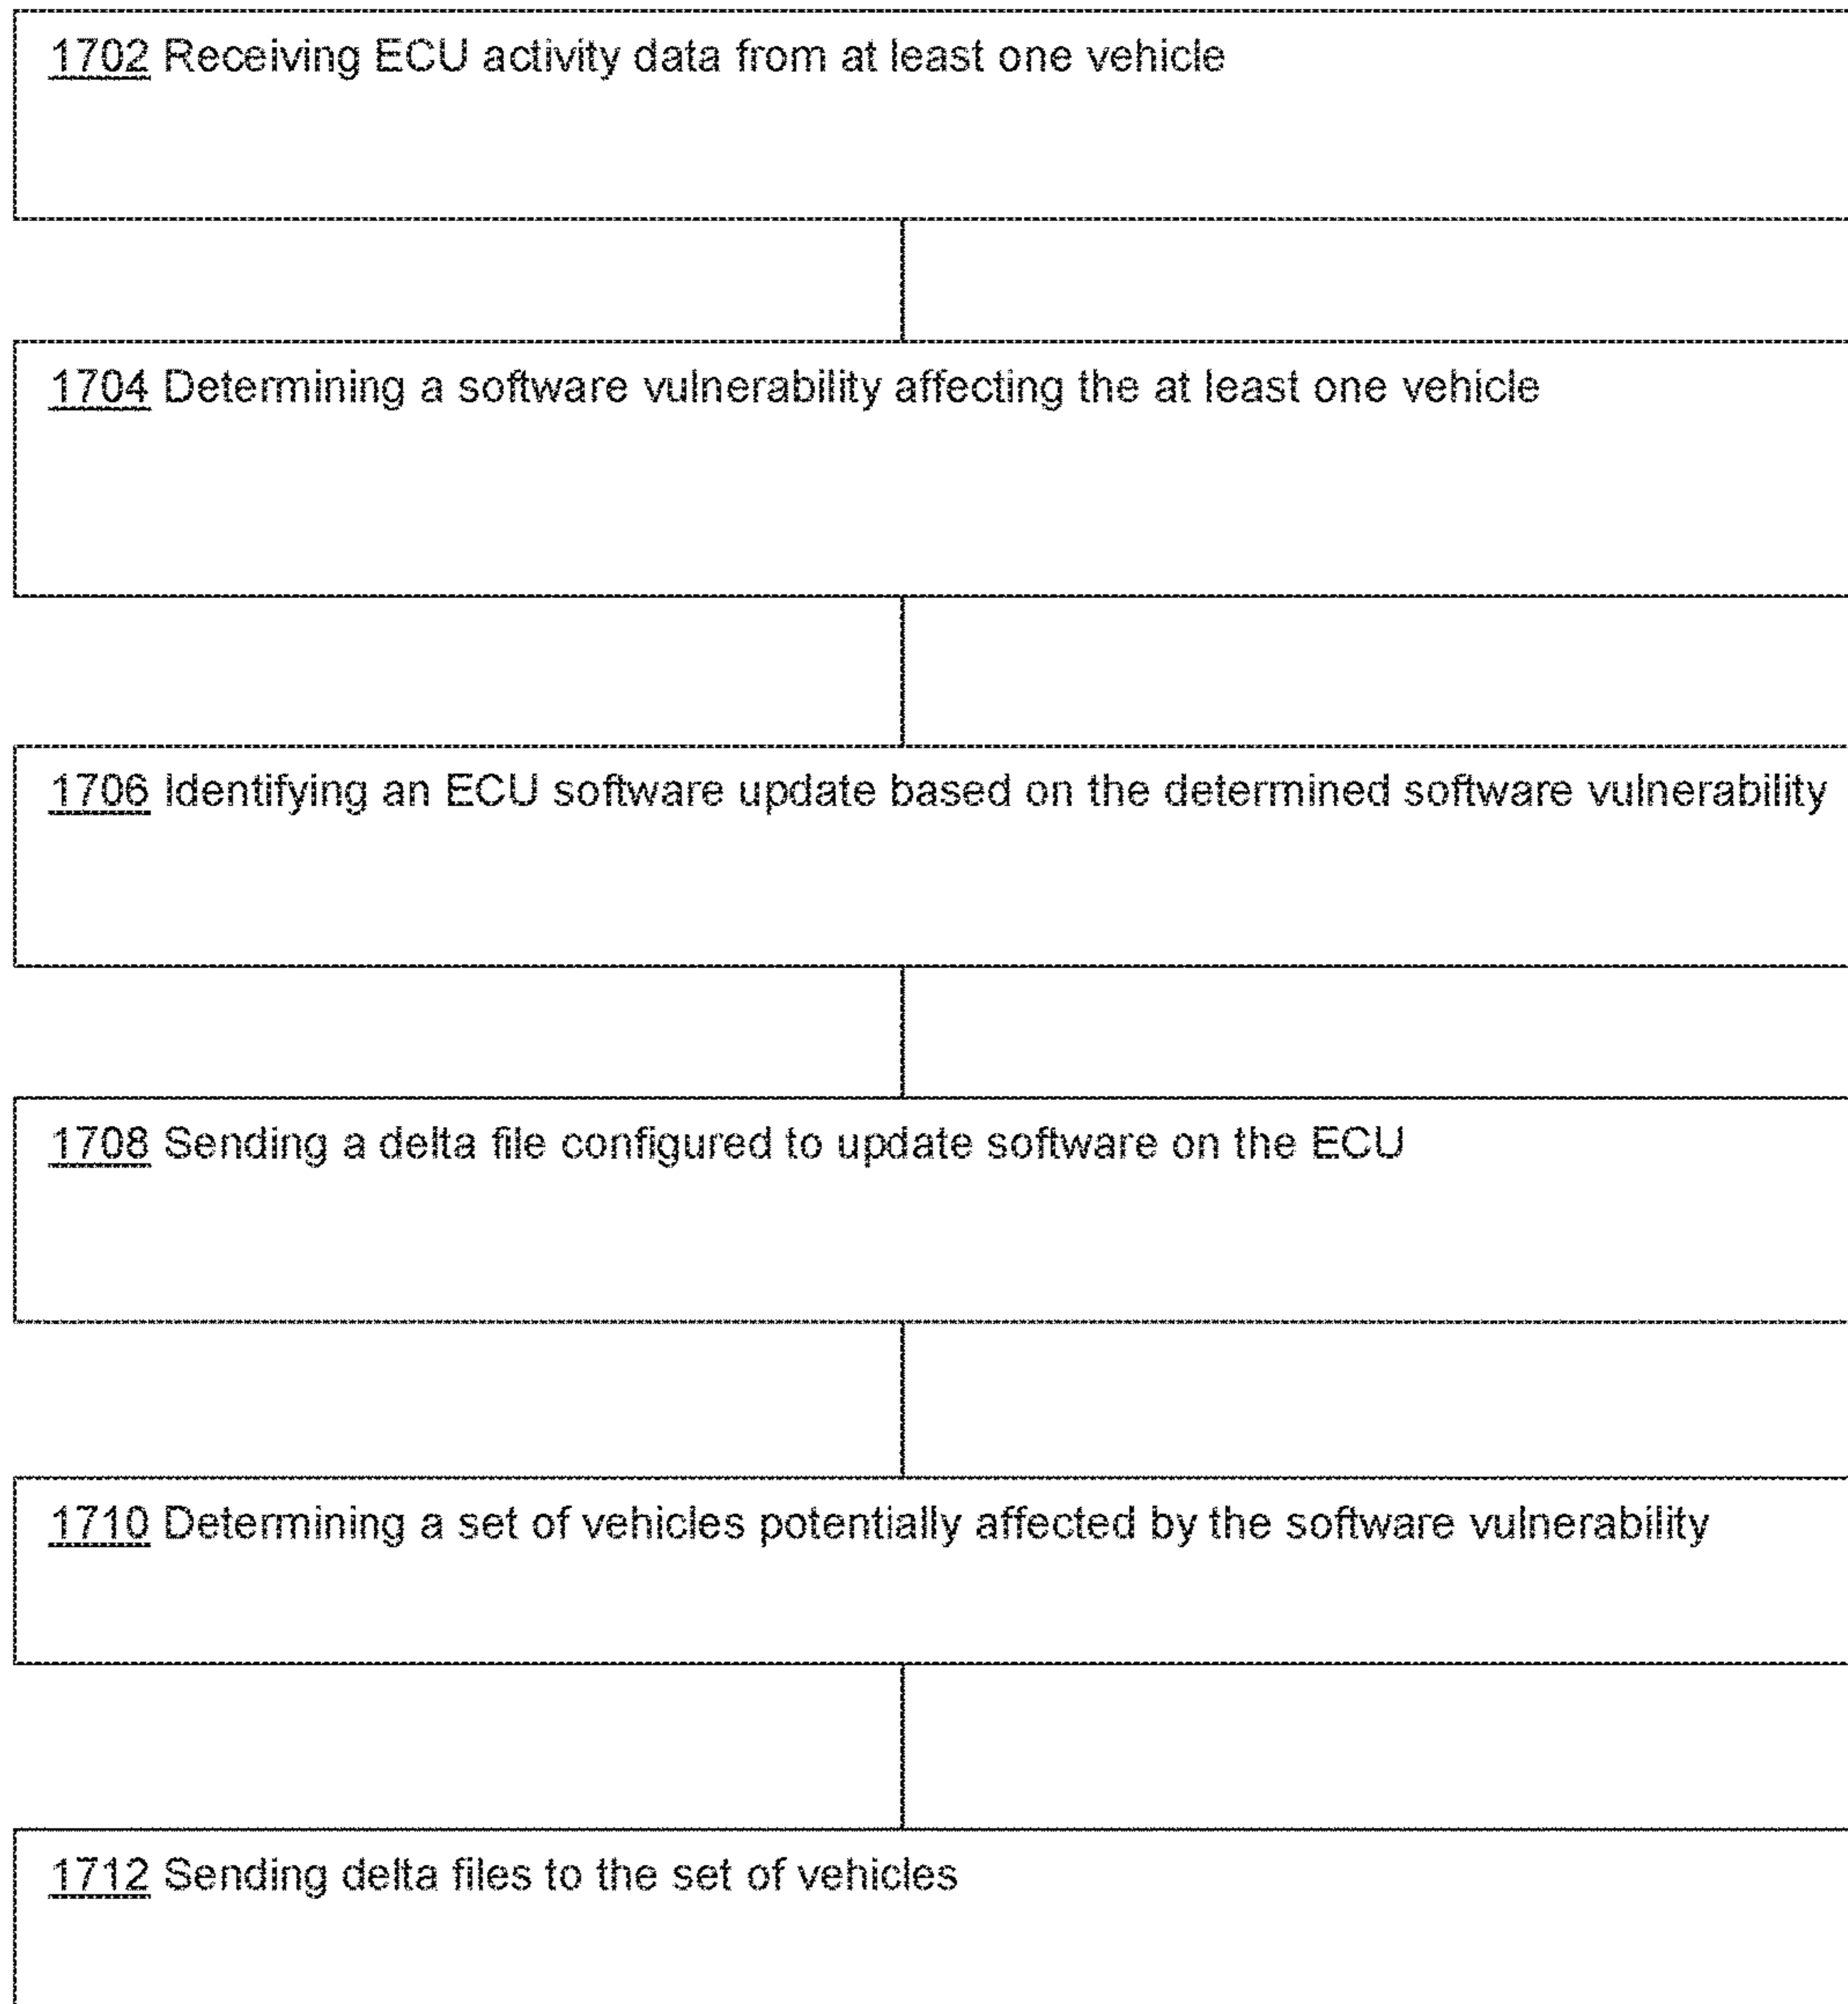 1702 Receiving ECU activity data from at least one vehicle
1704 Determining a software vulnerability affecting the at least one vehicle
1706 Identifying an ECU software update based on the determined software vulnerability
1708 Sending a delta file configured to update software on the ECU
1710 Determining a set of vehicles potentially affected by the software vulnerability
1712 Sending delta files to the set of vehicles